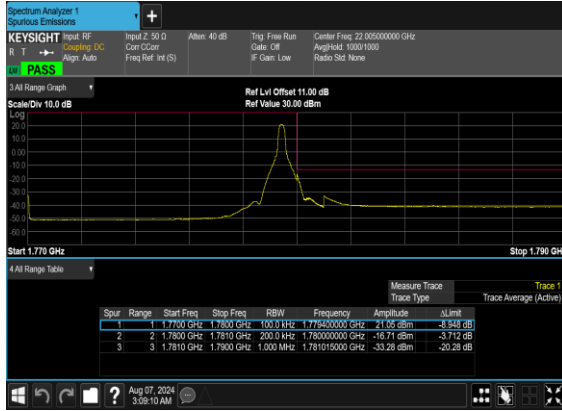 Spectrum Analyzer 1
Spurious Emissions
+
KEYSIGHT Input: RF Input Z: 50 Ω Atten: 40 dB Trig: Free Run Center Freq: 22.005000000 GHz
R T Coupling: DC Corr CCorr Gate: Off Avg|Hold: 1000/1000
Align: Auto Freq Ref: Int (S) IF Gain: Low Radio Std: None
PASS
3 All Range Graph
Ref Lvl Offset 11.00 dB
Scale/Div 10.0 dB Ref Value 30.00 dBm
Log
20.0
10.0
0.00
-10.0
-20.0
-30.0
-40.0
-50.0
-60.0
Start 1.770 GHz Stop 1.790 GH
4 All Range Table
Measure Trace Trace 1
Trace Type Trace Average (Active)
Spur Range Start Freq Stop Freq RBW Frequency Amplitude ΔLimit
1 1 1.7700 GHz 1.7800 GHz 100.0 kHz 1.779400000 GHz 21.05 dBm -8.948 dB
2 2 1.7800 GHz 1.7810 GHz 200.0 kHz 1.780000000 GHz -16.71 dBm -3.712 dB
3 3 1.7810 GHz 1.7900 GHz 1.000 MHz 1.781015000 GHz -33.28 dBm -20.28 dB
? Aug 07, 2024
3:09:10 AM